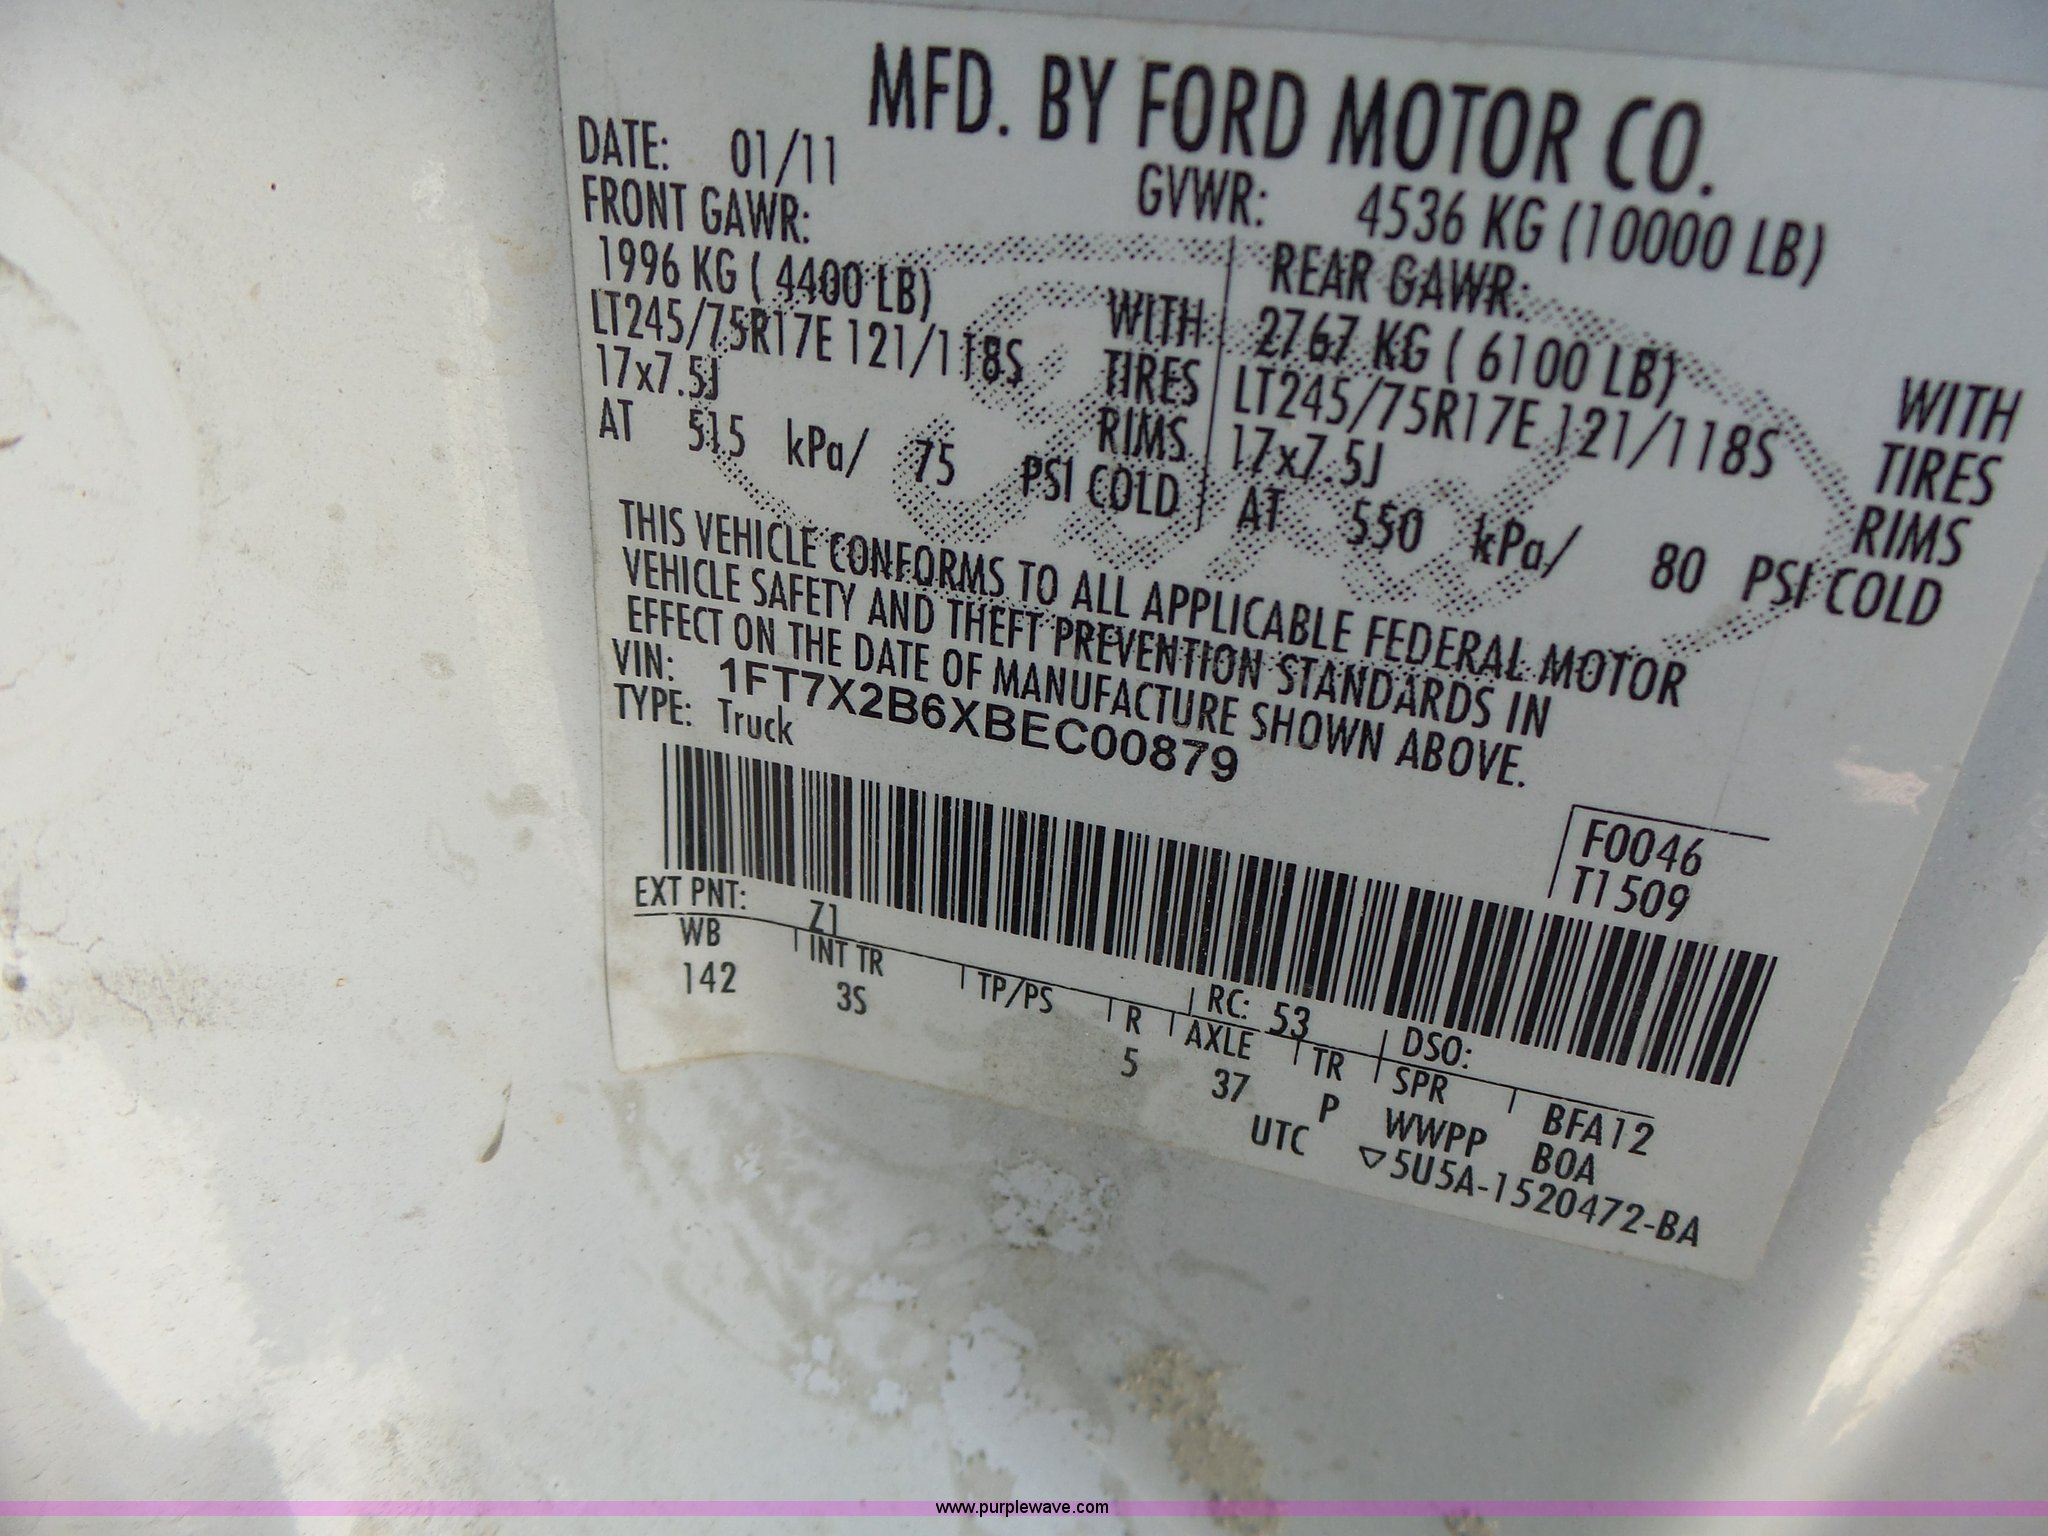 MFD. BY FORD MOTOR CO.
DATE: 01/11 GVWR: 4536 KG (10000 LB)
FRONT GAWR: REAR GAWR:
1996 KG ( 4400 LB) WITH 2767 KG ( 6100 LB) WITH
LT245/75R17E 121/118S TIRES LT245/75R17E 121/118S TIRES
17x7.5J RIMS 17x7.5J RIMS
AT 515 kPa/ 75 PSI COLD AT 550 kPa/ 80 PSI COLD
THIS VEHICLE CONFORMS TO ALL APPLICABLE FEDERAL MOTOR
VEHICLE SAFETY AND THEFT PREVENTION STANDARDS IN
EFFECT ON THE DATE OF MANUFACTURE SHOWN ABOVE.
VIN: 1FT7X2B6XBEC00879
TYPE: Truck
F0046
T1509
EXT PNT: Z1 RC: 53 DSO:
WB INT TR TP/PS R AXLE TR SPR BFA12
142 3S 5 37 P WWPP BOA
UTC ▽5U5A-1520472-BA
www.purplewave.com